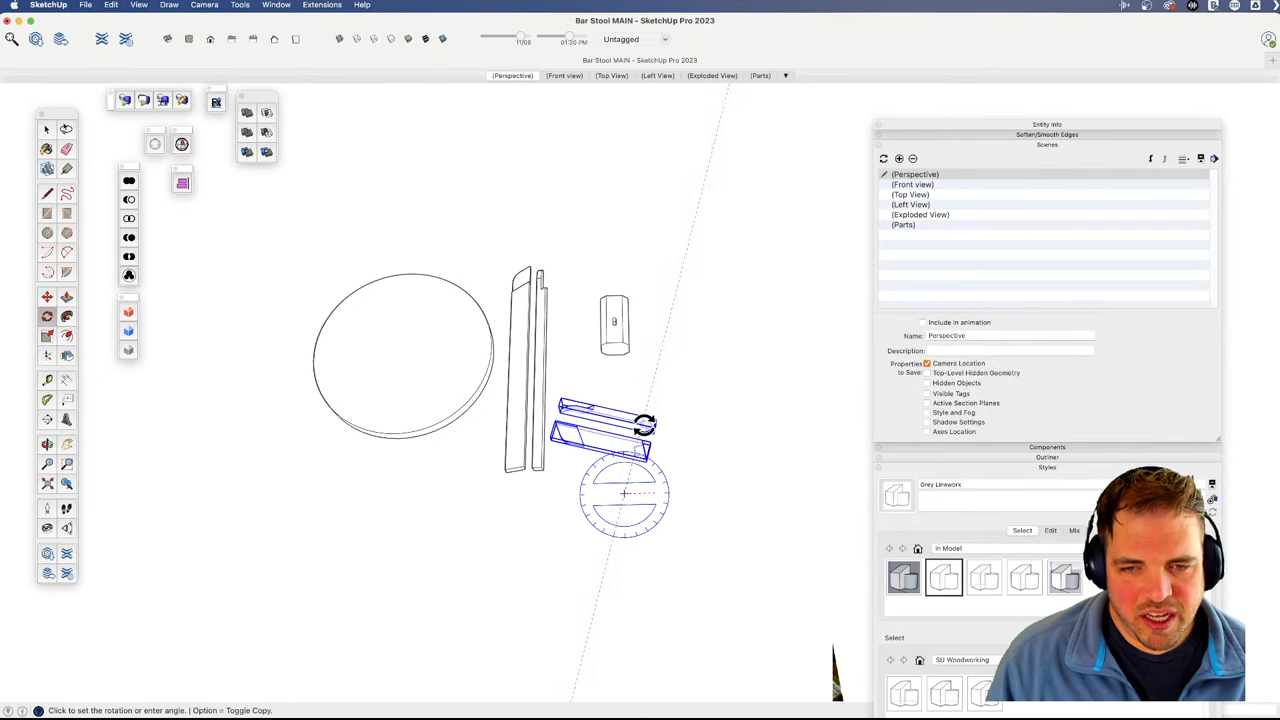 SketchUp File Edit View Draw Camera Tools Window Extensions Help
Bar Stool MAIN - SketchUp Pro 2023
11/08 01:30 PM Untagged
Bar Stool MAIN - SketchUp Pro 2023
(Perspective) (Front view) (Top View) (Left View) (Exploded View) (Parts)
Entity Info
Soften/Smooth Edges
Scenes
(Perspective)
(Front view)
(Top View)
(Left View)
(Exploded View)
(Parts)
Include in animation
Name: Perspective
Description:
Properties to Save:
Camera Location
Top-Level Hidden Geometry
Hidden Objects
Visible Tags
Active Section Planes
Style and Fog
Shadow Settings
Axes Location
Components
Outliner
Styles
Grey Linework
Select Edit Mix
In Model
Select
SU Woodworking
Click to set the rotation or enter angle. | Option = Toggle Copy.